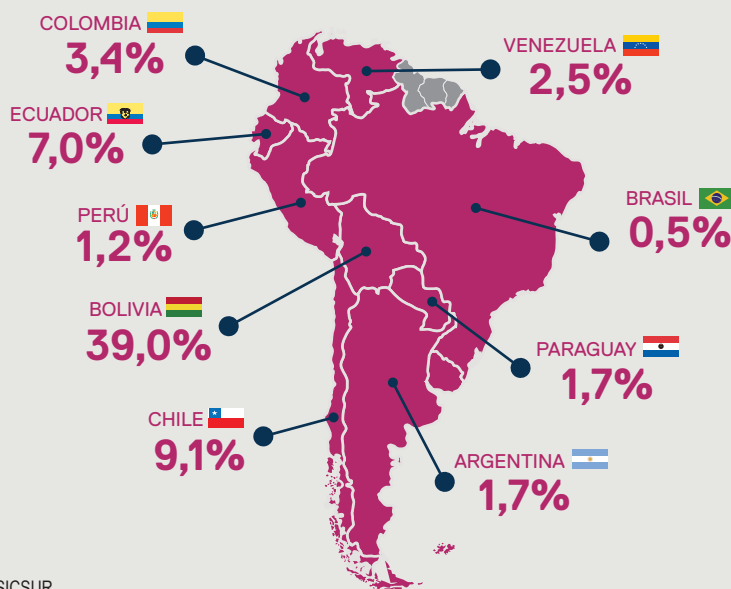 COLOMBIA
3,4%
VENEZUELA
2,5%
ECUADOR
7,0%
BRASIL
0,5%
PERÚ
1,2%
BOLIVIA
39,0%
PARAGUAY
1,7%
CHILE
9,1%
ARGENTINA
1,7%
SICSUR